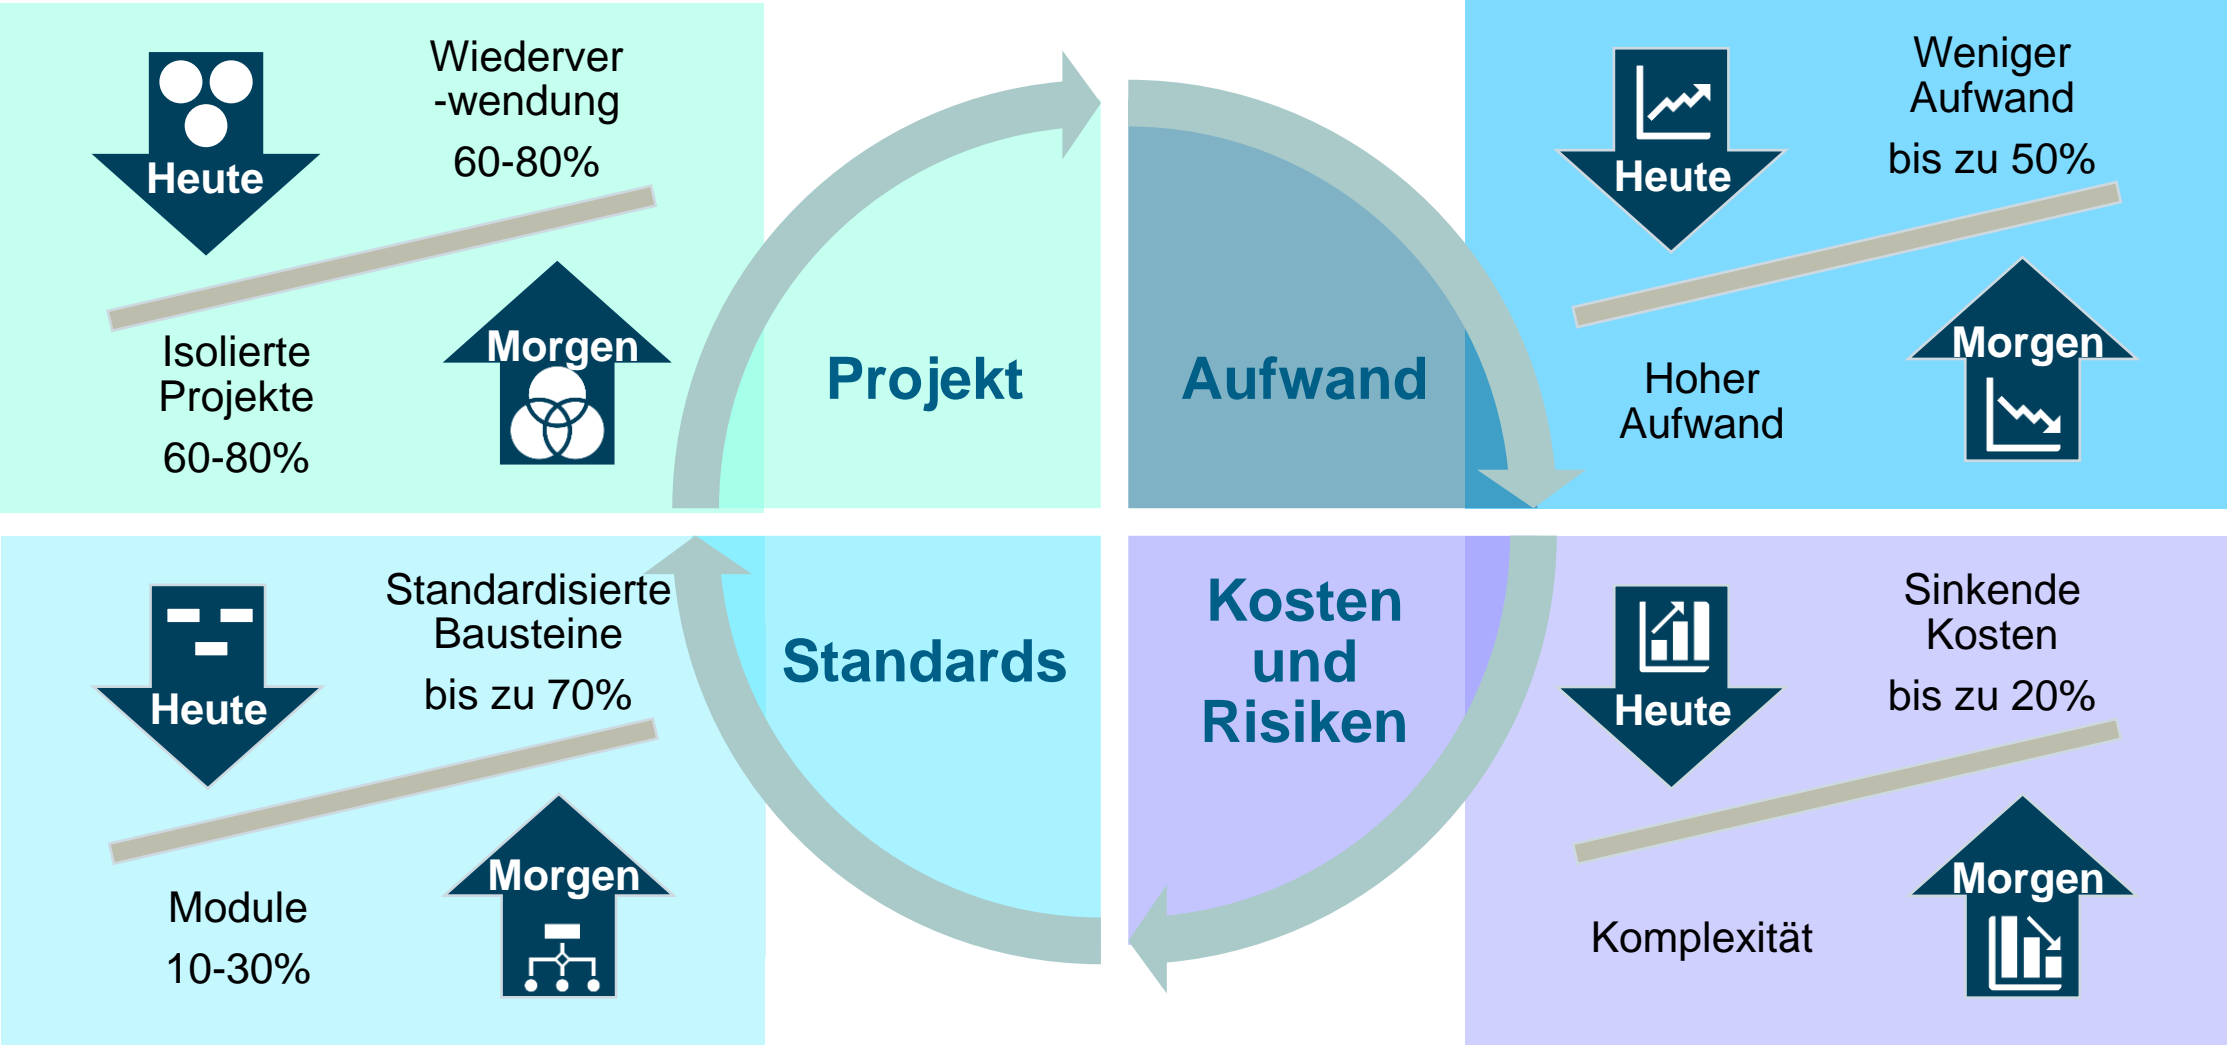 Heute
Wiederver
-wendung
60-80%
Isolierte
Projekte
60-80%
Morgen
Projekt
Aufwand
Heute
Weniger
Aufwand
bis zu 50%
Hoher
Aufwand
Morgen
Heute
Standardisierte
Bausteine
bis zu 70%
Module
10-30%
Morgen
Standards
Kosten
und
Risiken
Heute
Sinkende
Kosten
bis zu 20%
Komplexität
Morgen